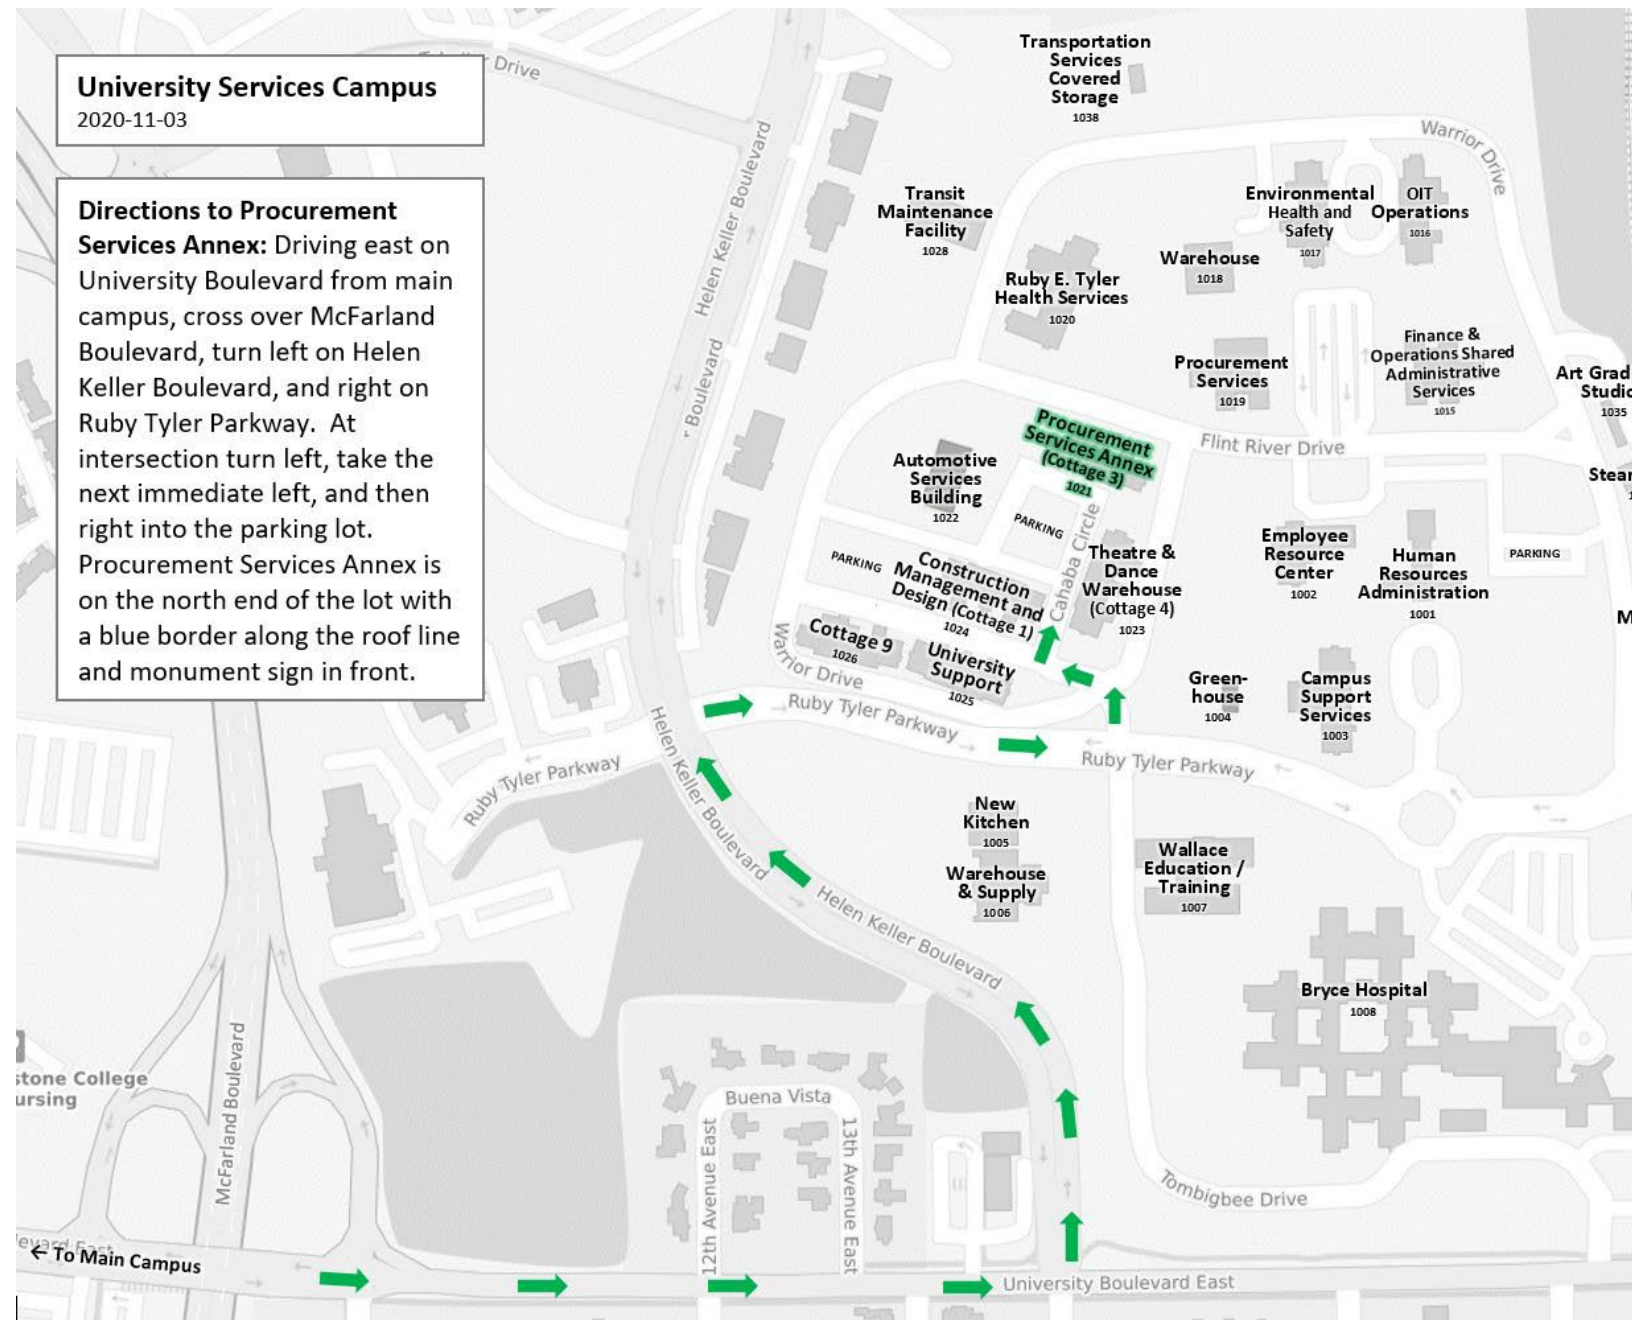 University Services Campus
2020-11-03
Directions to Procurement
Services Annex: Driving east on
University Boulevard from main
campus, cross over McFarland
Boulevard, turn left on Helen
Keller Boulevard, and right on
Ruby Tyler Parkway. At
intersection turn left, take the
next immediate left, and then
right into the parking lot.
Procurement Services Annex is
on the north end of the lot with
a blue border along the roof line
and monument sign in front.
Drive
Transportation
Services
Covered
Storage
1038
Warrior Drive
Helen Keller Boulevard
Boulevard
Transit
Maintenance
Facility
1028
Environmental
Health and
Safety
1017
OIT
Operations
1016
Warehouse
1018
Ruby E. Tyler
Health Services
1020
Procurement
Services
1019
Finance &
Operations Shared
Administrative
Services
1015
Art Grad
Studio
1035
Procurement
Services Annex
(Cottage 3)
1021
Flint River Drive
Automotive
Services
Building
1022
PARKING
PARKING
Cahaba Circle
Construction
Management and
Design (Cottage 1)
1024
Theatre &
Dance
Warehouse
(Cottage 4)
1023
Employee
Resource
Center
1002
Human
Resources
Administration
1001
PARKING
Stear
M
Cottage 9
1026
University
Support
1025
Warrior Drive
Green-
house
1004
Campus
Support
Services
1003
Ruby Tyler Parkway
Ruby Tyler Parkway
Ruby Tyler Parkway
Helen Keller Boulevard
Helen Keller Boulevard
New
Kitchen
1005
Warehouse
& Supply
1006
Wallace
Education /
Training
1007
Bryce Hospital
1008
stone College
ursing
McFarland Boulevard
Buena Vista
12th Avenue East
13th Avenue East
Tombigbee Drive
← To Main Campus
University Boulevard East